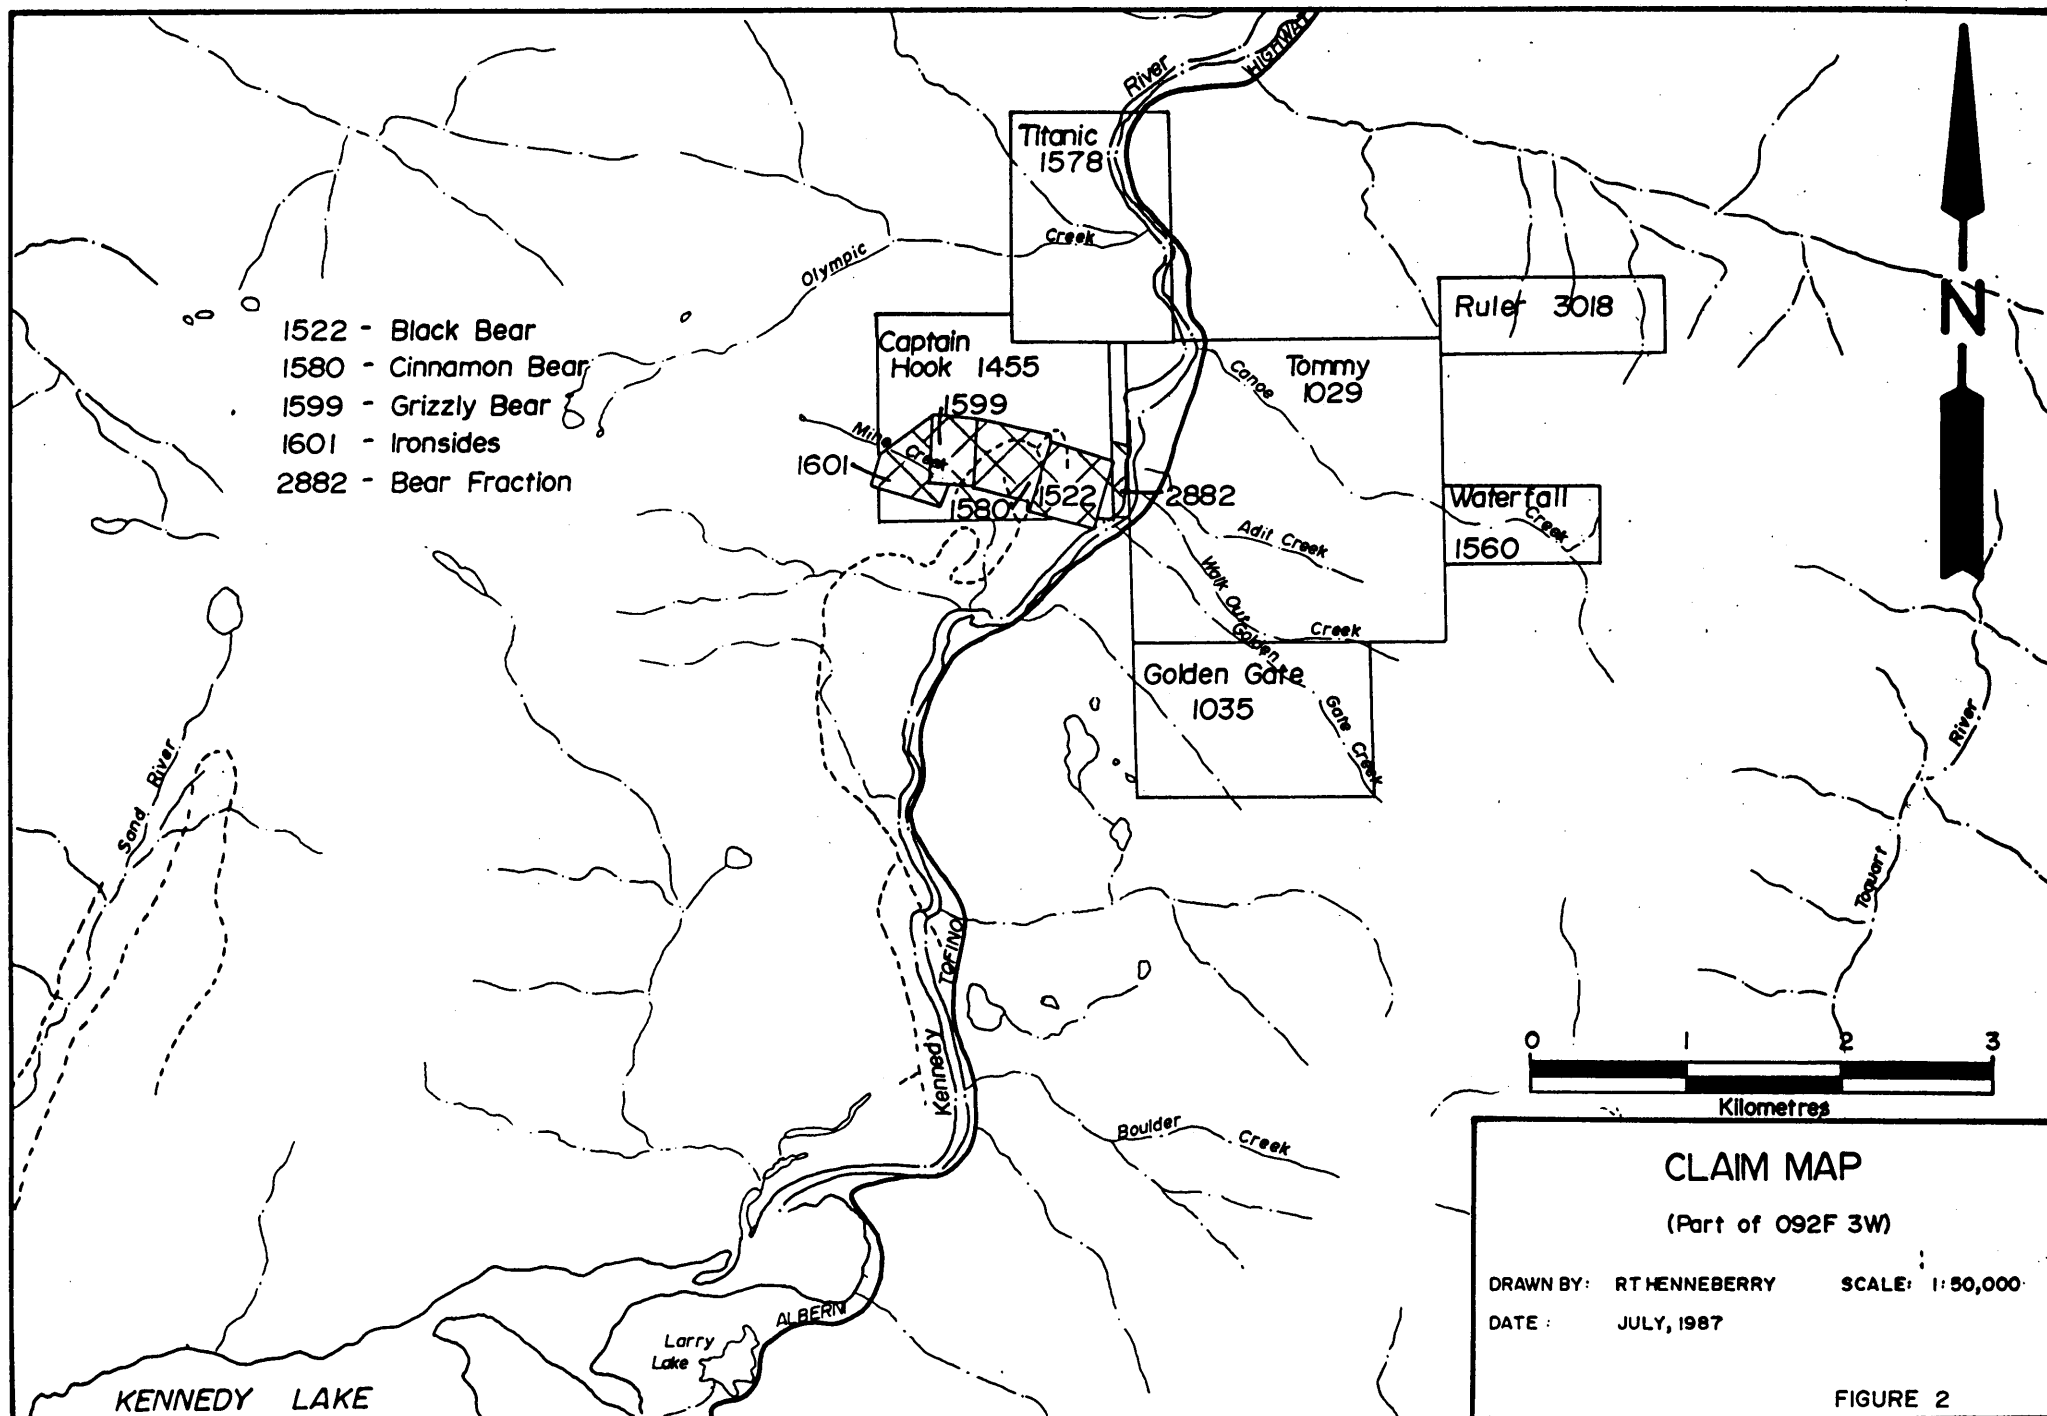 River
HIGHWAY
Titanic
1578
Creek
Olympic
N
Ruler 3018
1522 - Black Bear
1580 - Cinnamon Bear
1599 - Grizzly Bear
1601 - Ironsides
2882 - Bear Fraction
Captain
Hook 1455
Tommy
1029
Canoe
1599
Mine
Creek
1601
1580
1522
2882
Waterfall
Creek
1560
Adit Creek
Walk Out
Creek
Golden
Golden Gate
1035
Gate Creek
Sand River
River
Toquart
TOFINO
Kennedy
0 1 2 3
Kilometres
Boulder Creek
CLAIM MAP
(Part of 092F 3W)
DRAWN BY: RT HENNEBERRY SCALE: 1:50,000
DATE : JULY, 1987
ALBERNI
Larry
Lake
KENNEDY LAKE
FIGURE 2